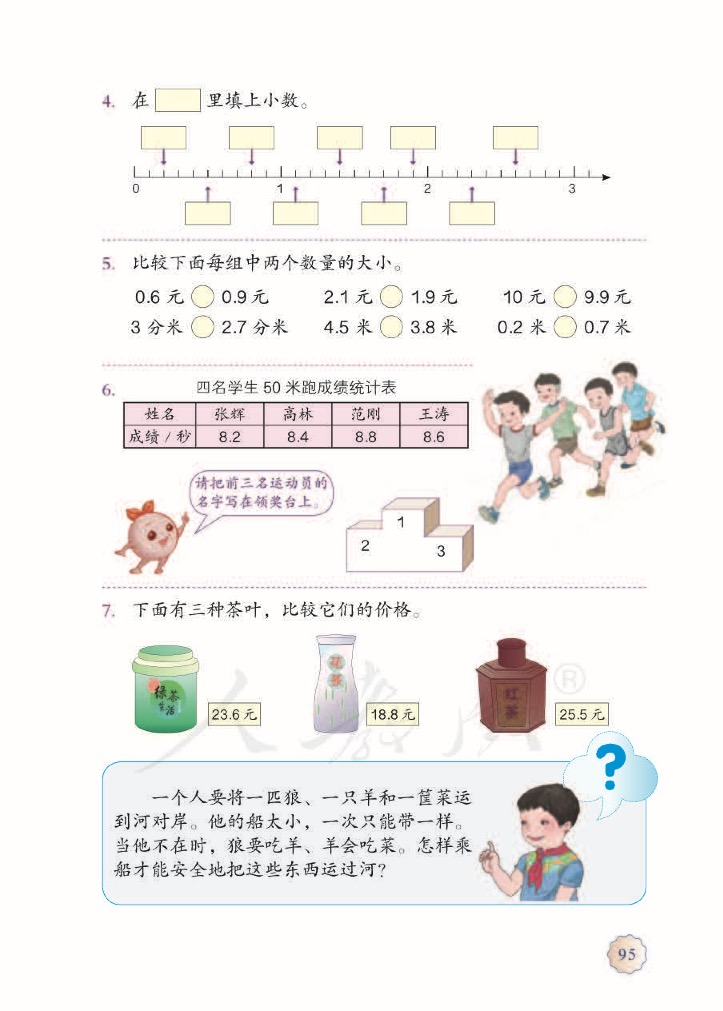 4. 在 里填上小数。
0 1 2 3
5. 比较下面每组中两个数量的大小。
0.6 元 0.9 元 2.1 元 1.9 元 10 元 9.9 元
3 分米 2.7 分米 4.5 米 3.8 米 0.2 米 0.7 米
6. 四名学生 50 米跑成绩统计表
姓名 张辉 高林 范刚 王涛
成绩 / 秒 8.2 8.4 8.8 8.6
请把前三名运动员的
名字写在领奖台上。
1
2
3
7. 下面有三种茶叶，比较它们的价格。
绿茶
红茶
23.6 元 18.8 元 25.5 元
®
?
一个人要将一匹狼、一只羊和一筐菜运
到河对岸。他的船太小，一次只能带一样。
当他不在时，狼要吃羊、羊会吃菜。怎样乘
船才能安全地把这些东西运过河?
95